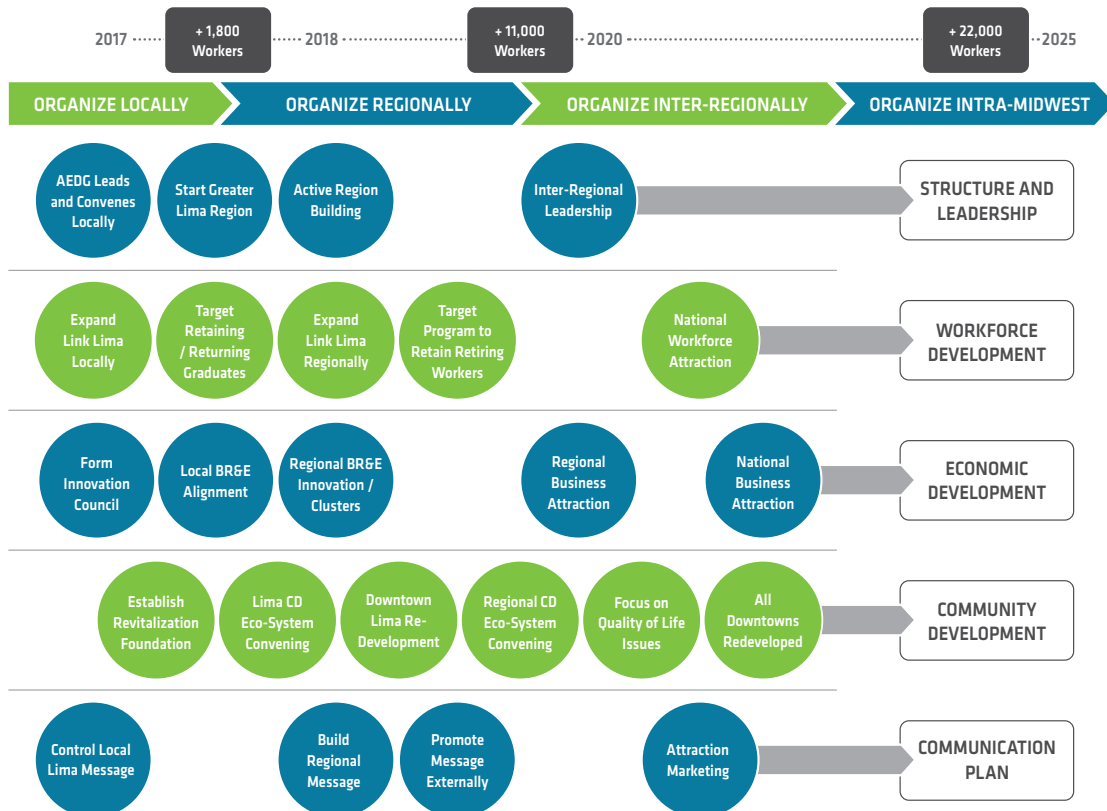 2017
+ 1,800
Workers
2018
+ 11,000
Workers
2020
+ 22,000
Workers
2025
ORGANIZE LOCALLY
ORGANIZE REGIONALLY
ORGANIZE INTER-REGIONALLY
ORGANIZE INTRA-MIDWEST
AEDG Leads
and Convenes
Locally
Start Greater
Lima Region
Active Region
Building
Inter-Regional
Leadership
STRUCTURE AND
LEADERSHIP
Expand
Link Lima
Locally
Target
Retaining
/ Returning
Graduates
Expand
Link Lima
Regionally
Target
Program to
Retain Retiring
Workers
National
Workforce
Attraction
WORKFORCE
DEVELOPMENT
Form
Innovation
Council
Local BR&E
Alignment
Regional BR&E
Innovation /
Clusters
Regional
Business
Attraction
National
Business
Attraction
ECONOMIC
DEVELOPMENT
Establish
Revitalization
Foundation
Lima CD
Eco-System
Convening
Downtown
Lima Re-
Development
Regional CD
Eco-System
Convening
Focus on
Quality of Life
Issues
All
Downtowns
Redeveloped
COMMUNITY
DEVELOPMENT
Control Local
Lima Message
Build
Regional
Message
Promote
Message
Externally
Attraction
Marketing
COMMUNICATION
PLAN